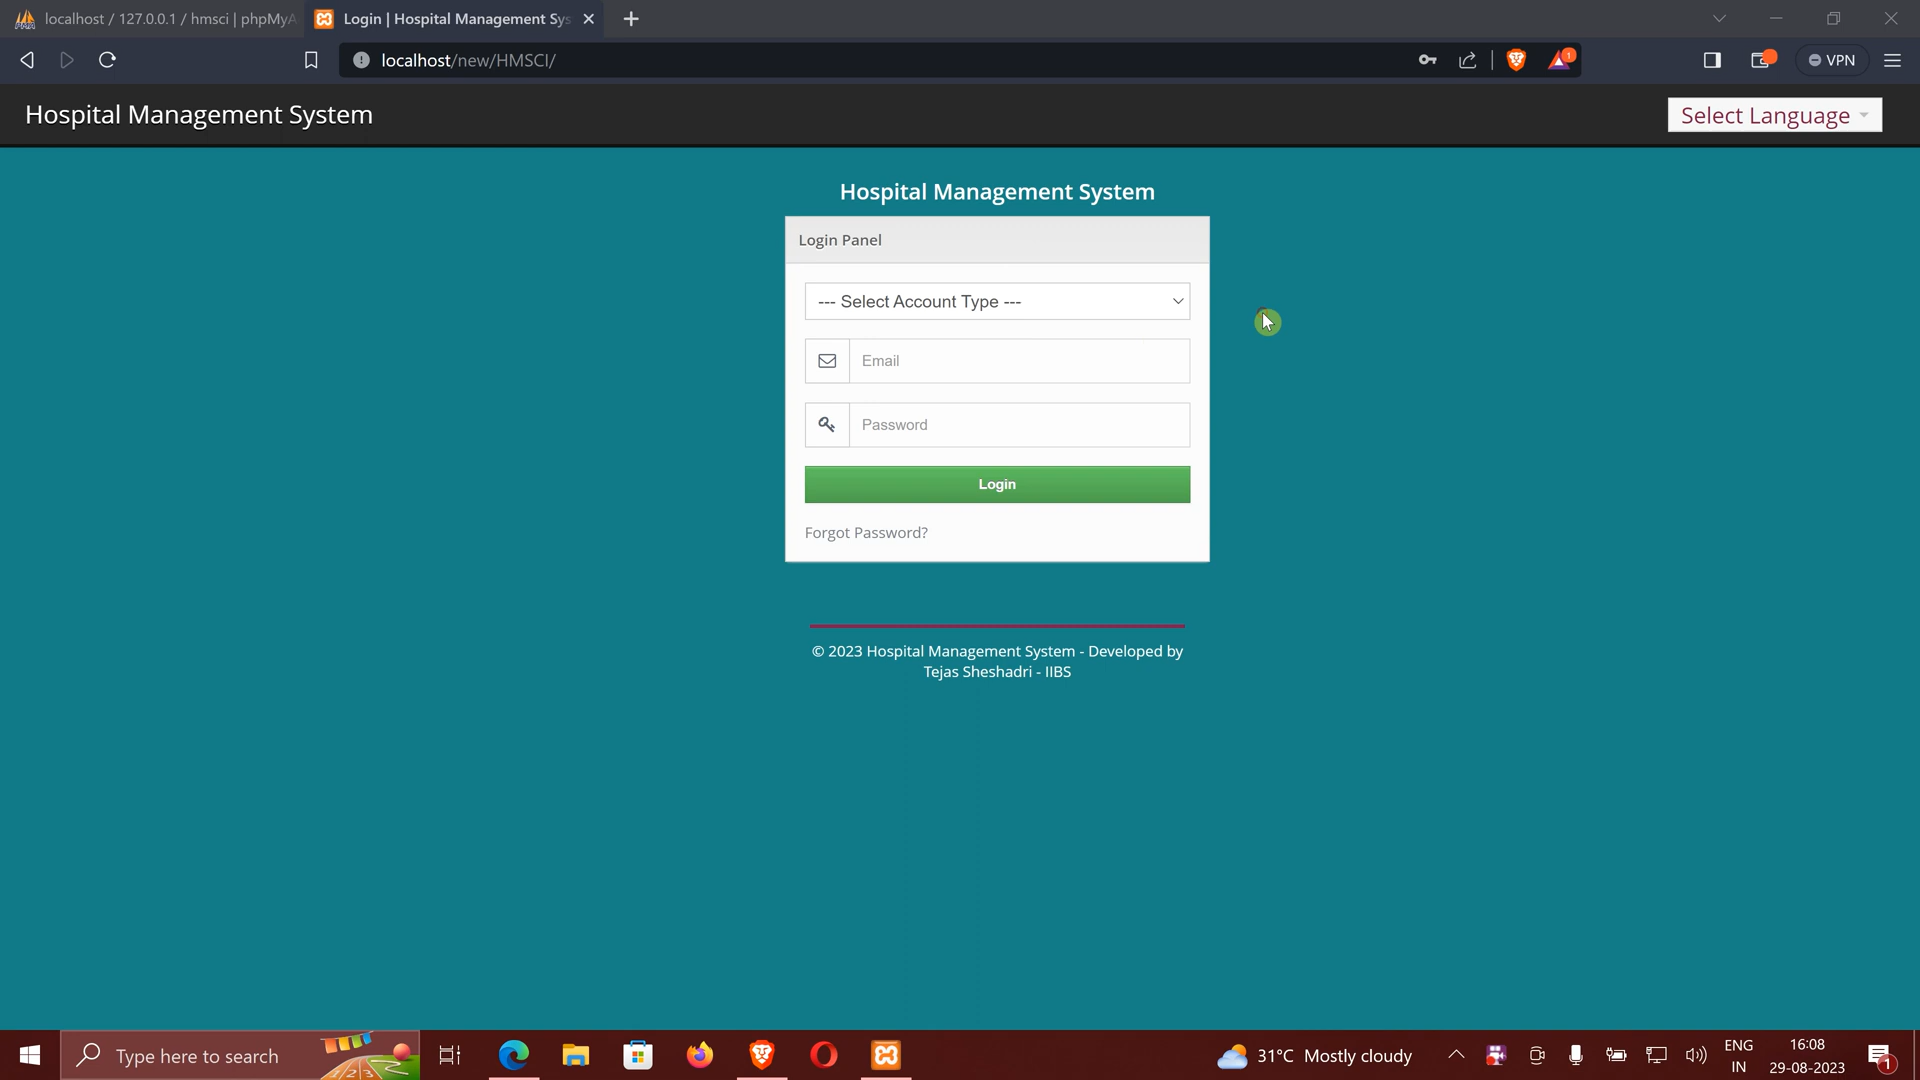 localhost / 127.0.0.1 / hmsci | phpMyA
Login | Hospital Management Sys
localhost/new/HMSCI/
1
VPN
Hospital Management System
Select Language
Hospital Management System
Login Panel
--- Select Account Type ---
Email
Password
Login
Forgot Password?
© 2023 Hospital Management System - Developed by
Tejas Sheshadri - IIBS
Type here to search
31°C Mostly cloudy
ENG
IN
16:08
29-08-2023
1